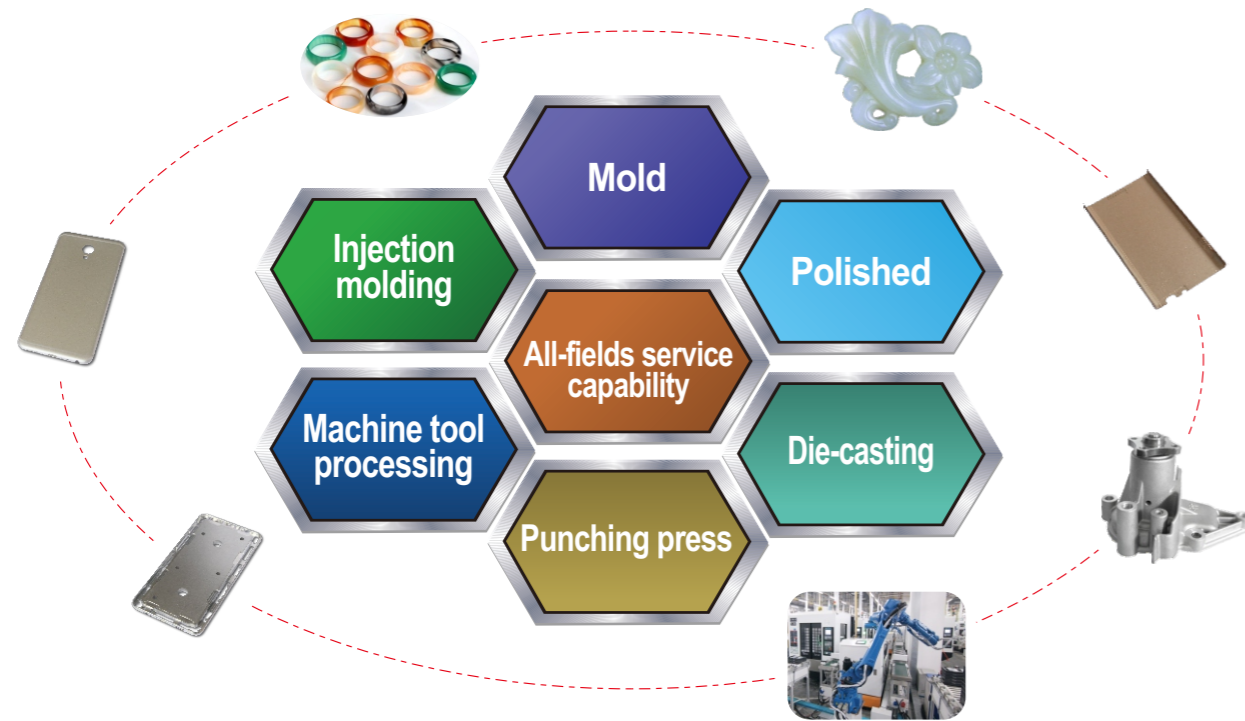 Mold
Injection
molding
Polished
All-fields service
capability
Machine tool
processing
Die-casting
Punching press